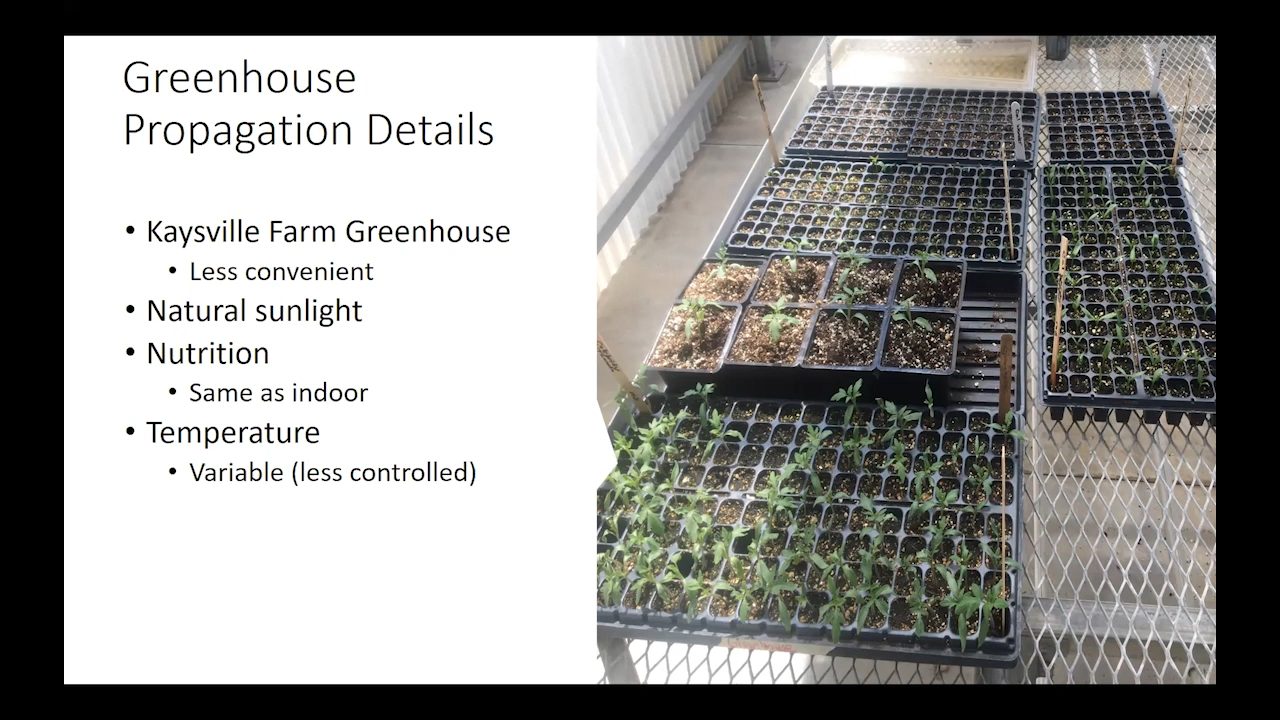 Greenhouse
Propagation Details
• Kaysville Farm Greenhouse
• Less convenient
• Natural sunlight
• Nutrition
• Same as indoor
• Temperature
• Variable (less controlled)